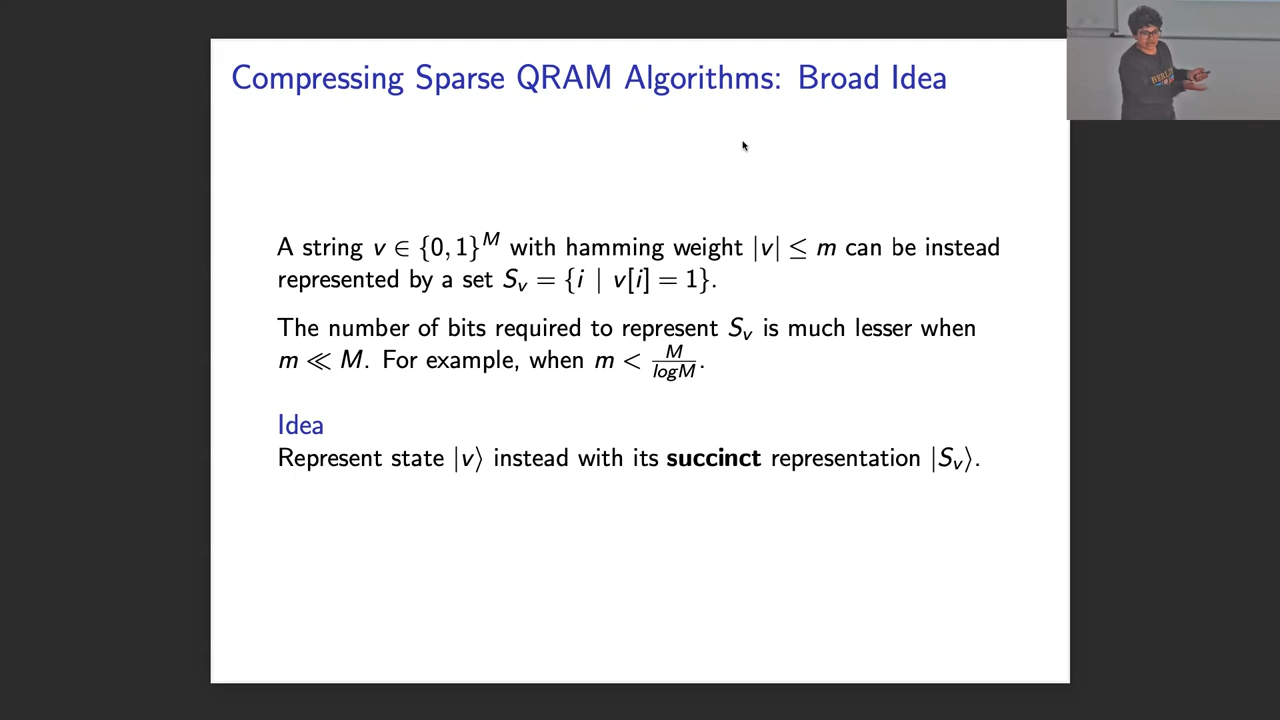 Compressing Sparse QRAM Algorithms: Broad Idea
A string v ∈ {0, 1}^M with hamming weight |v| ≤ m can be instead
represented by a set S_v = {i | v[i] = 1}.
The number of bits required to represent S_v is much lesser when
m ≪ M. For example, when m < M/logM.
Idea
Represent state |v⟩ instead with its succinct representation |S_v⟩.